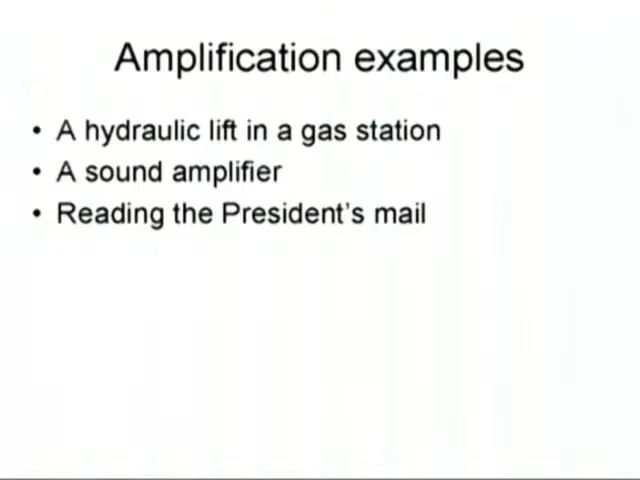 Amplification examples
• A hydraulic lift in a gas station
• A sound amplifier
• Reading the President's mail